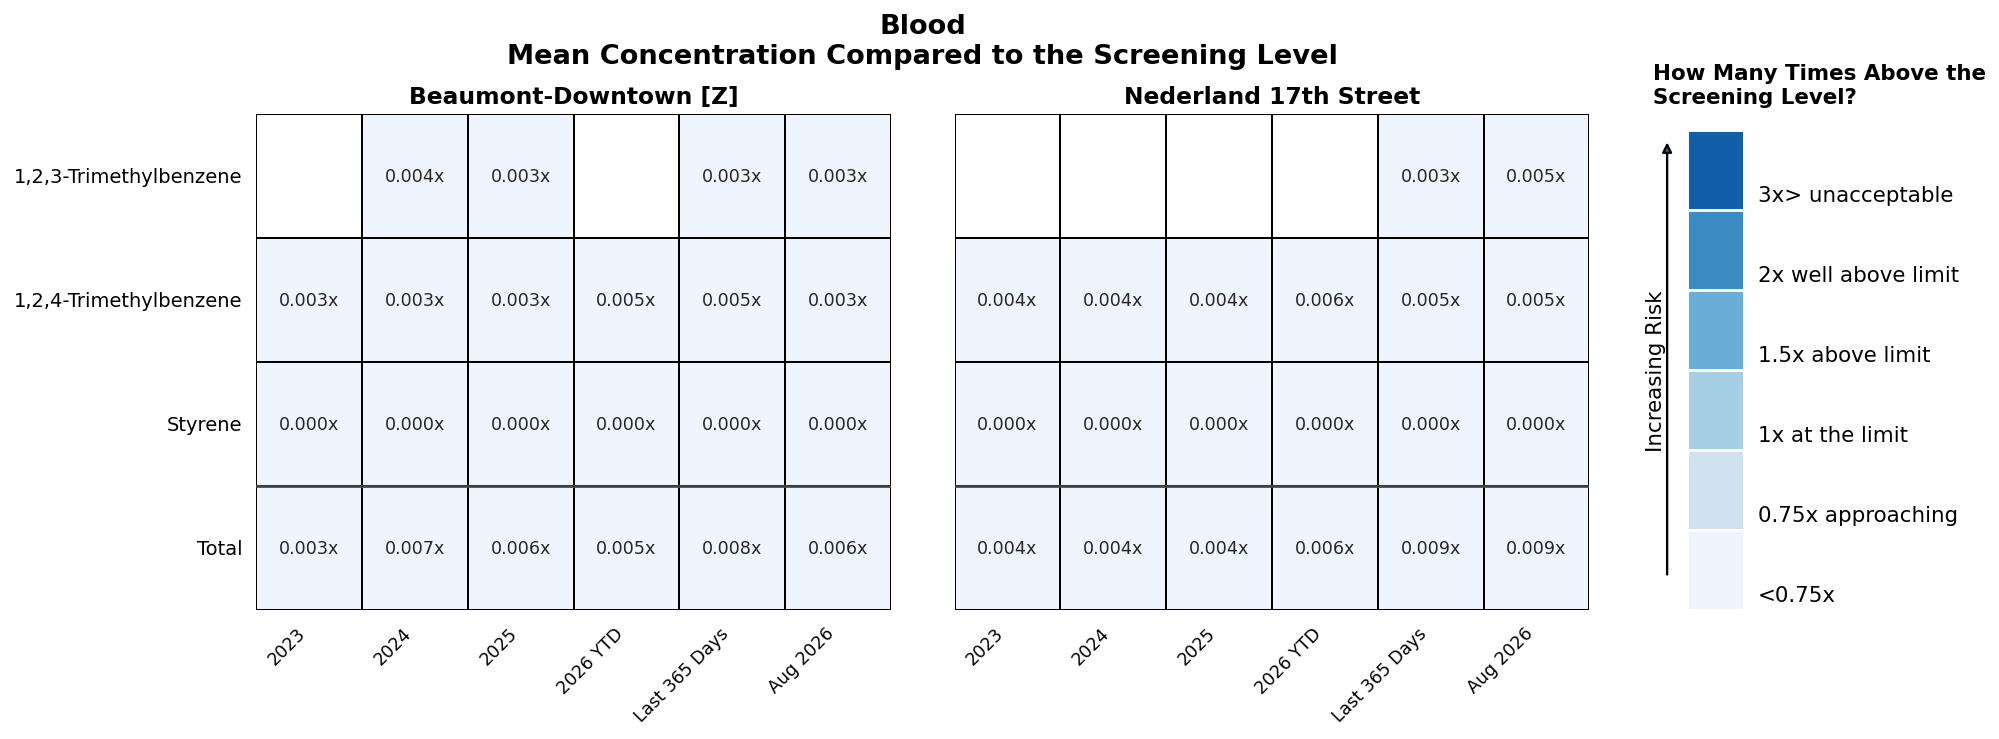 Blood
Mean Concentration Compared to the Screening Level
Beaumont-Downtown [Z]
Nederland 17th Street
1,2,3-Trimethylbenzene 0.004x 0.003x 0.003x 0.003x 0.003x 0.005x
1,2,4-Trimethylbenzene 0.003x 0.003x 0.003x 0.005x 0.005x 0.003x 0.004x 0.004x 0.004x 0.006x 0.005x 0.005x
Styrene 0.000x 0.000x 0.000x 0.000x 0.000x 0.000x 0.000x 0.000x 0.000x 0.000x 0.000x 0.000x
Total 0.003x 0.007x 0.006x 0.005x 0.008x 0.006x 0.004x 0.004x 0.004x 0.006x 0.009x 0.009x
2023 2024 2025 2026 YTD Last 365 Days Aug 2026 2023 2024 2025 2026 YTD Last 365 Days Aug 2026
How Many Times Above the
Screening Level?
Increasing Risk
3x> unacceptable
2x well above limit
1.5x above limit
1x at the limit
0.75x approaching
<0.75x